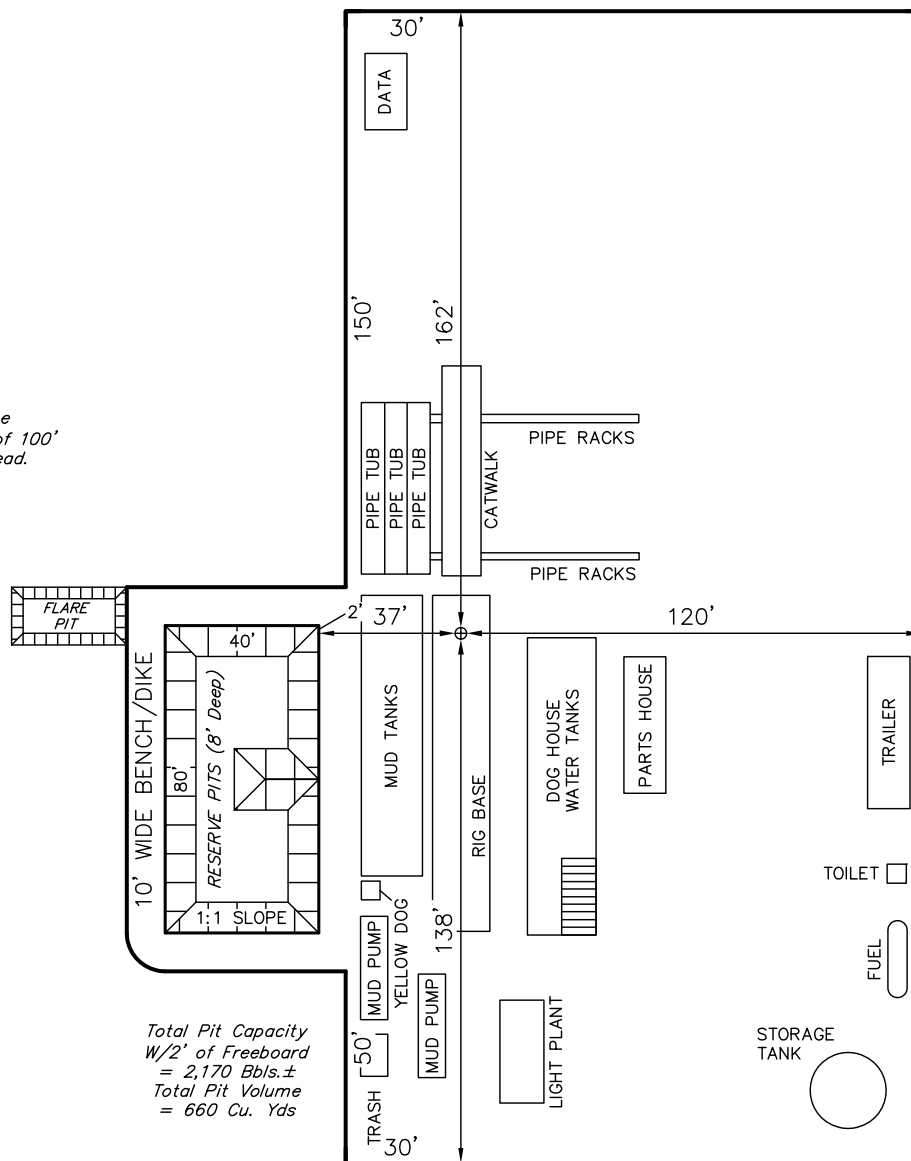 30'
DATA
150'
162'
of 100'
PIPE TUB
PIPE TUB
PIPE TUB
CATWALK
PIPE RACKS
PIPE RACKS
FLARE
PIT
2'
37'
120'
40'
10' WIDE BENCH/DIKE
80'
RESERVE PITS (8' Deep)
1:1 SLOPE
MUD TANKS
RIG BASE
DOG HOUSE
WATER TANKS
PARTS HOUSE
TRAILER
TOILET
YELLOW DOG
MUD PUMP
138'
MUD PUMP
FUEL
LIGHT PLANT
STORAGE
TANK
50'
TRASH
30'
Total Pit Capacity
W/2' of Freeboard
= 2,170 Bbls.±
Total Pit Volume
= 660 Cu. Yds